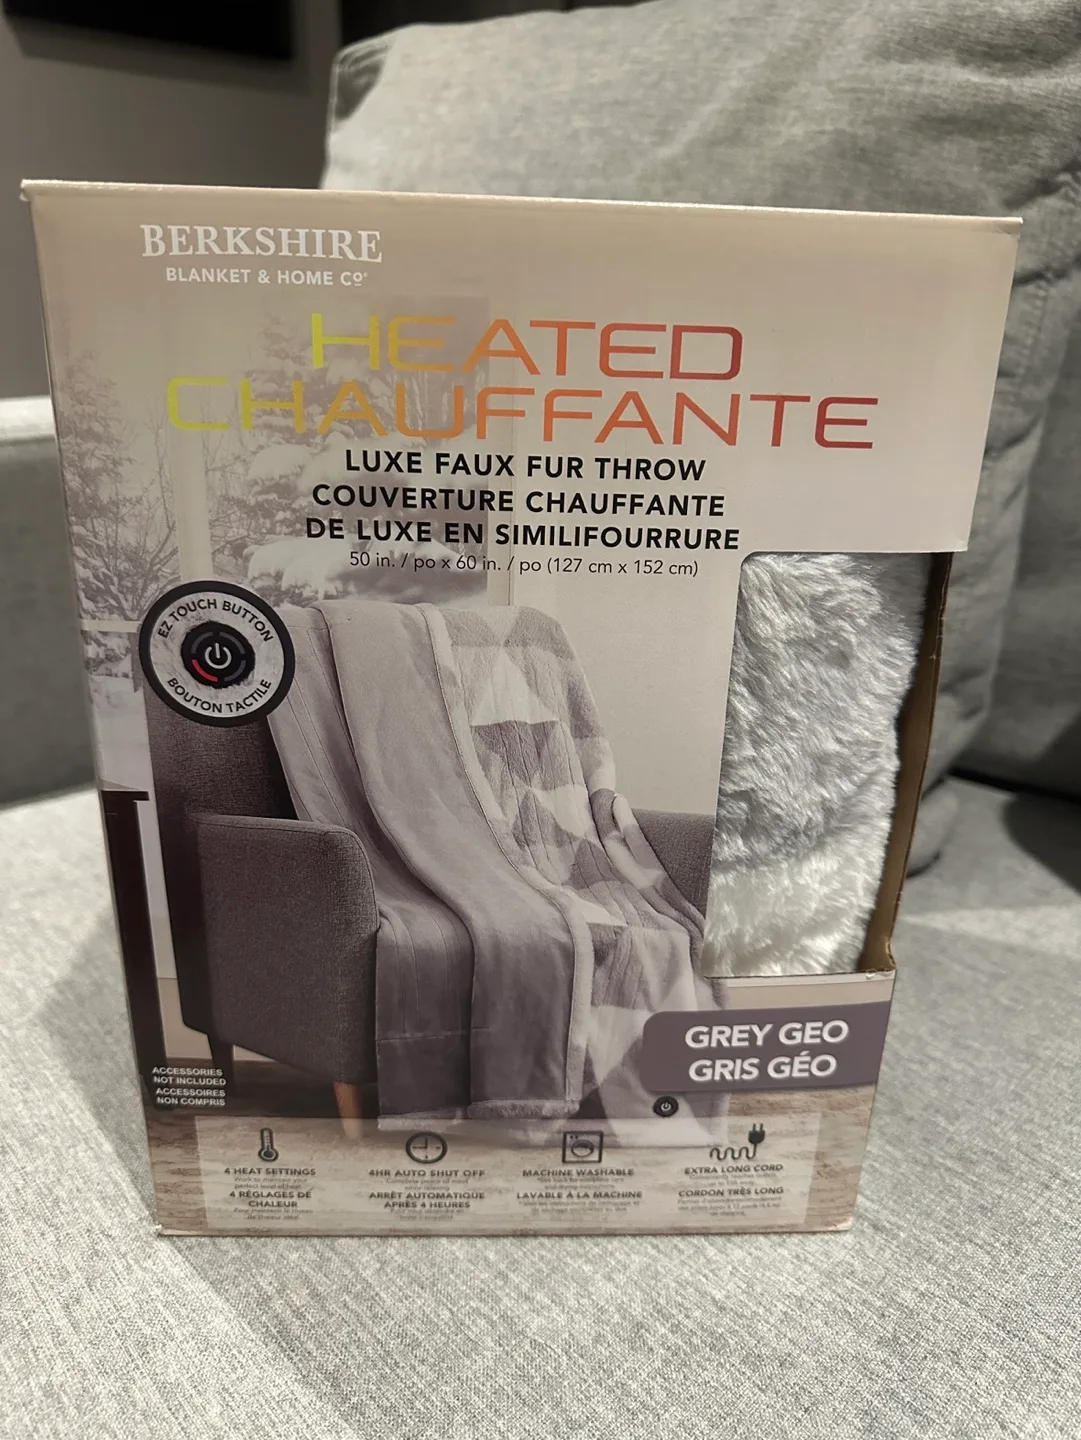 BERKSHIRE
BLANKET & HOME Cº
HEATED
CHAUFFANTE
LUXE FAUX FUR THROW
COUVERTURE CHAUFFANTE
DE LUXE EN SIMILIFOURRURE
50 in. / po x 60 in. / po (127 cm x 152 cm)
EZ TOUCH BUTTON
BOUTON TACTILE
GREY GEO
GRIS GÉO
ACCESSORIES
NOT INCLUDED
ACCESSOIRES
NON COMPRIS
4 HEAT SETTINGS
4 RÉGLAGES DE
CHALEUR
4HR AUTO SHUT OFF
ARRÊT AUTOMATIQUE
APRÈS 4 HEURES
MACHINE WASHABLE
LAVABLE À LA MACHINE
EXTRA LONG CORD
CORDON TRÈS LONG